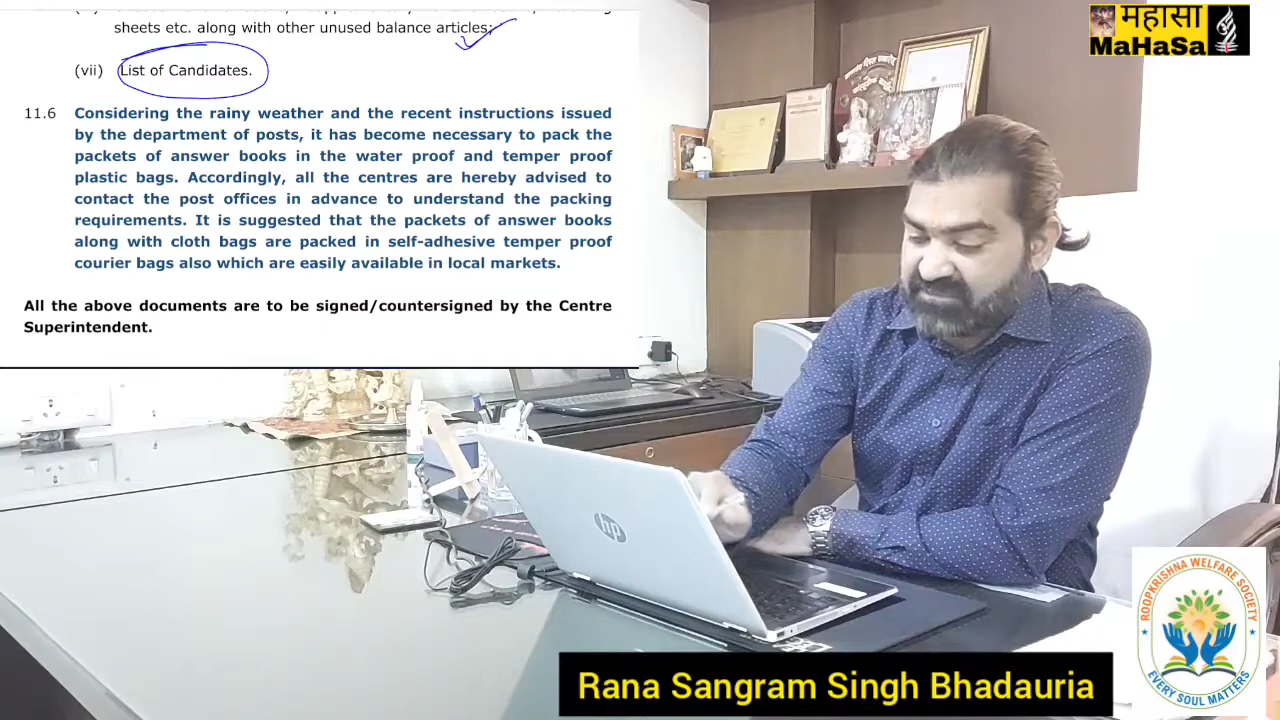 sheets etc. along with other unused balance articles;
(vii) List of Candidates.
11.6 Considering the rainy weather and the recent instructions issued
by the department of posts, it has become necessary to pack the
packets of answer books in the water proof and temper proof
plastic bags. Accordingly, all the centres are hereby advised to
contact the post offices in advance to understand the packing
requirements. It is suggested that the packets of answer books
along with cloth bags are packed in self-adhesive temper proof
courier bags also which are easily available in local markets.
All the above documents are to be signed/countersigned by the Centre
Superintendent.
महासा
MaHaSa
hp
ROOPKRISHNA WELFARE SOCIETY
EVERY SOUL MATTERS
Rana Sangram Singh Bhadauria